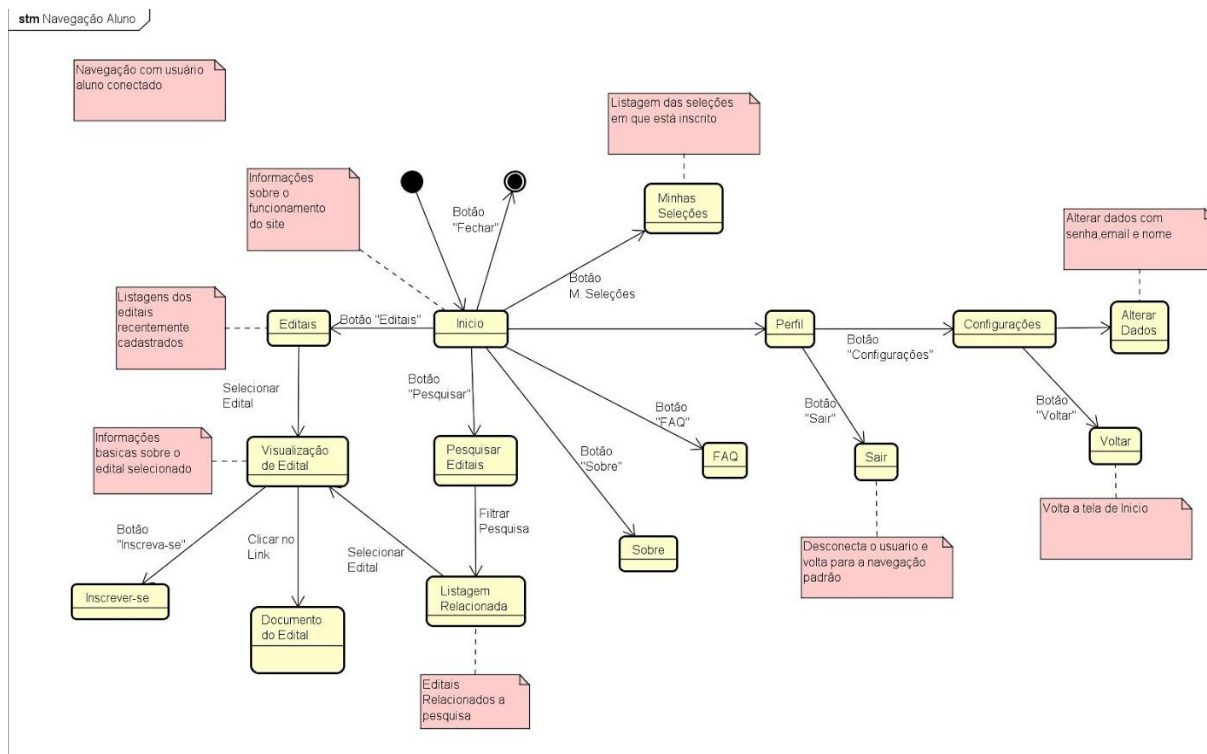 stm Navegação Aluno
Navegação com usuário
aluno conectado
Listagem das seleções
em que está inscrito
Informações
sobre o
funcionamento
do site
Botão
"Fechar"
Minhas
Seleções
Alterar dados com
senha,email e nome
Botão
M. Seleções
Listagens dos
editais
recentemente
cadastrados
Editais
Botão "Editais"
Inicio
Perfil
Botão
"Configurações"
Configurações
Alterar
Dados
Selecionar
Edital
Botão
"Pesquisar"
Botão
"FAQ"
Botão
"Sair"
Botão
"Voltar"
Informações
basicas sobre o
edital selecionado
Visualização
de Edital
Pesquisar
Editais
Botão
"Sobre"
FAQ
Sair
Voltar
Botão
"Inscreva-se"
Clicar no
Link
Selecionar
Edital
Filtrar
Pesquisa
Sobre
Desconecta o usuario e
volta para a navegação
padrão
Volta a tela de Inicio
Inscrever-se
Documento
do Edital
Listagem
Relacionada
Editais
Relacionados a
pesquisa